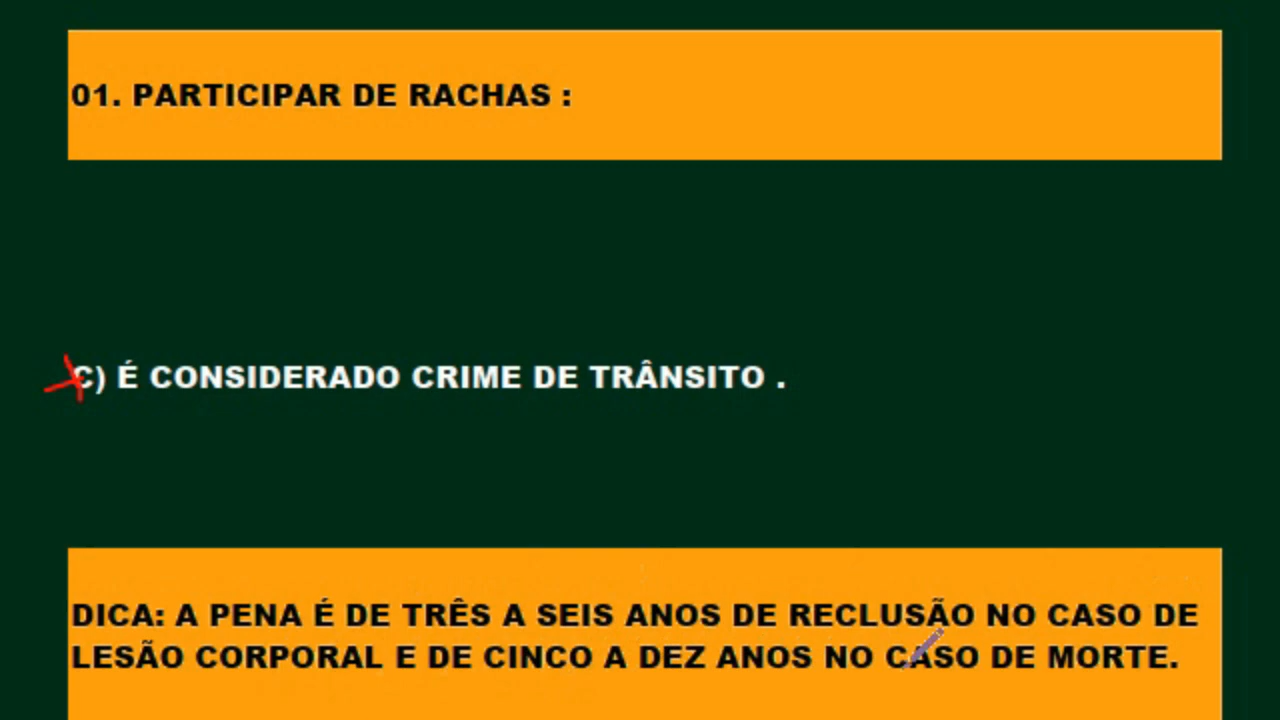 01. PARTICIPAR DE RACHAS :
C) É CONSIDERADO CRIME DE TRÂNSITO .
DICA: A PENA É DE TRÊS A SEIS ANOS DE RECLUSÃO NO CASO DE
LESÃO CORPORAL E DE CINCO A DEZ ANOS NO CASO DE MORTE.